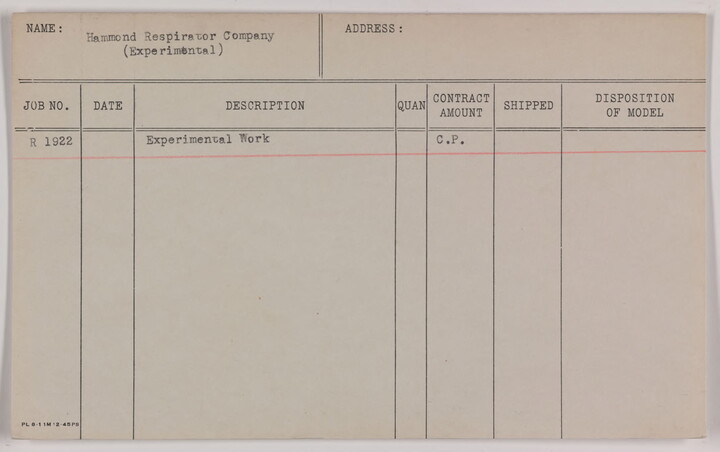 NAME: Hammond Respirator Company
(Experimental)
ADDRESS:
JOB NO. DATE DESCRIPTION QUAN CONTRACT AMOUNT SHIPPED DISPOSITION OF MODEL
R 1922 Experimental Work C.P.